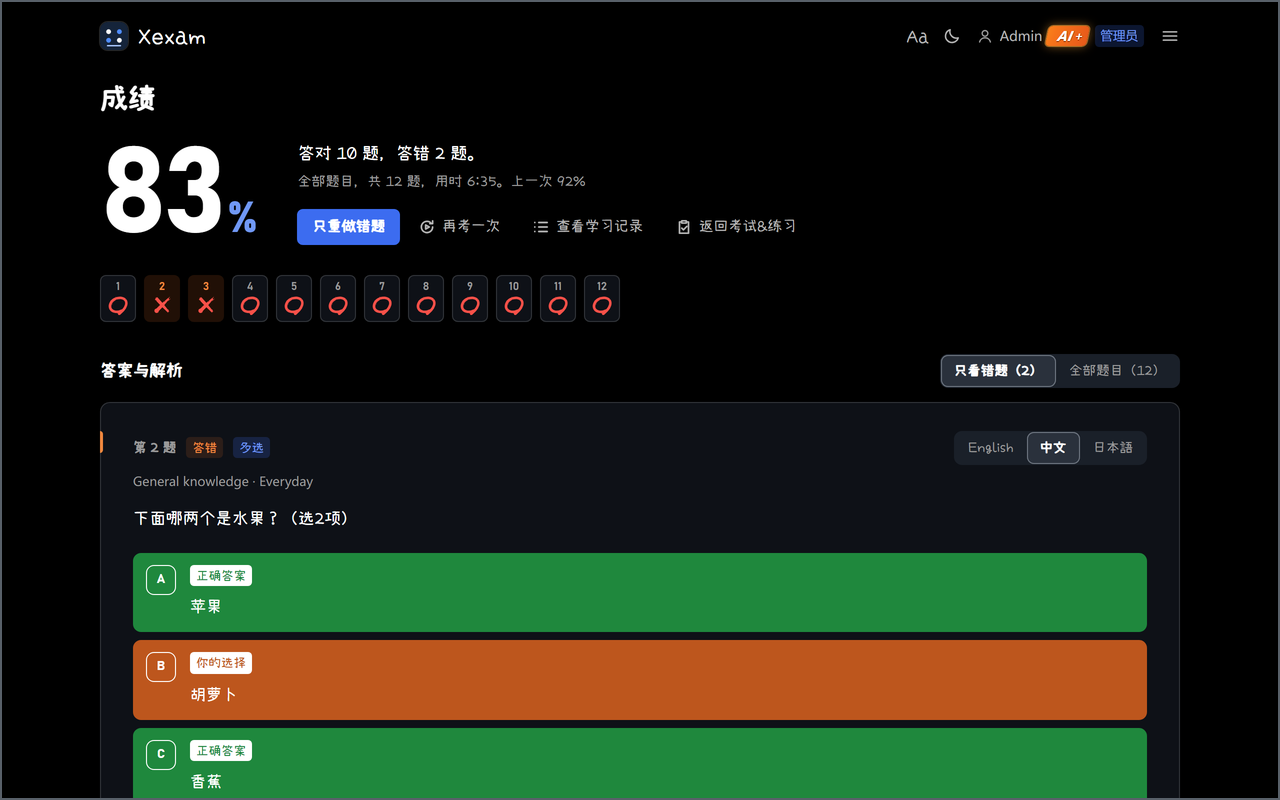 Xexam
Aa Admin AI+ 管理员
成绩
83%
答对 10 题，答错 2 题。
全部题目，共 12 题，用时 6:35。上一次 92%
只重做错题 再考一次 查看学习记录 返回考试&练习
1 2 3 4 5 6 7 8 9 10 11 12
答案与解析 只看错题（2） 全部题目（12）
第 2 题 答错 多选 English 中文 日本語
General knowledge · Everyday
下面哪两个是水果？（选2项）
A 正确答案
苹果
B 你的选择
胡萝卜
C 正确答案
香蕉